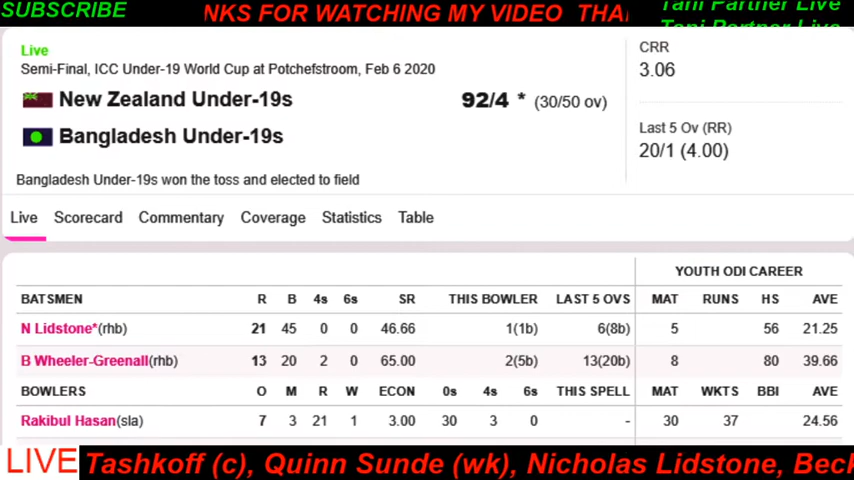 SUBSCRIBE
NKS FOR WATCHING MY VIDEO THA
Tani Partner Live
Tani Partner Live
Live
Semi-Final, ICC Under-19 World Cup at Potchefstroom, Feb 6 2020
New Zealand Under-19s 92/4 * (30/50 ov)
Bangladesh Under-19s
Bangladesh Under-19s won the toss and elected to field
CRR
3.06
Last 5 Ov (RR)
20/1 (4.00)
Live Scorecard Commentary Coverage Statistics Table
YOUTH ODI CAREER
BATSMEN R B 4s 6s SR THIS BOWLER LAST 5 OVS MAT RUNS HS AVE
N Lidstone*(rhb) 21 45 0 0 46.66 1(1b) 6(8b) 5 56 21.25
B Wheeler-Greenall(rhb) 13 20 2 0 65.00 2(5b) 13(20b) 8 80 39.66
BOWLERS O M R W ECON 0s 4s 6s THIS SPELL MAT WKTS BBI AVE
Rakibul Hasan(sla) 7 3 21 1 3.00 30 3 0 - 30 37 24.56
LIVE Tashkoff (c), Quinn Sunde (wk), Nicholas Lidstone, Beck